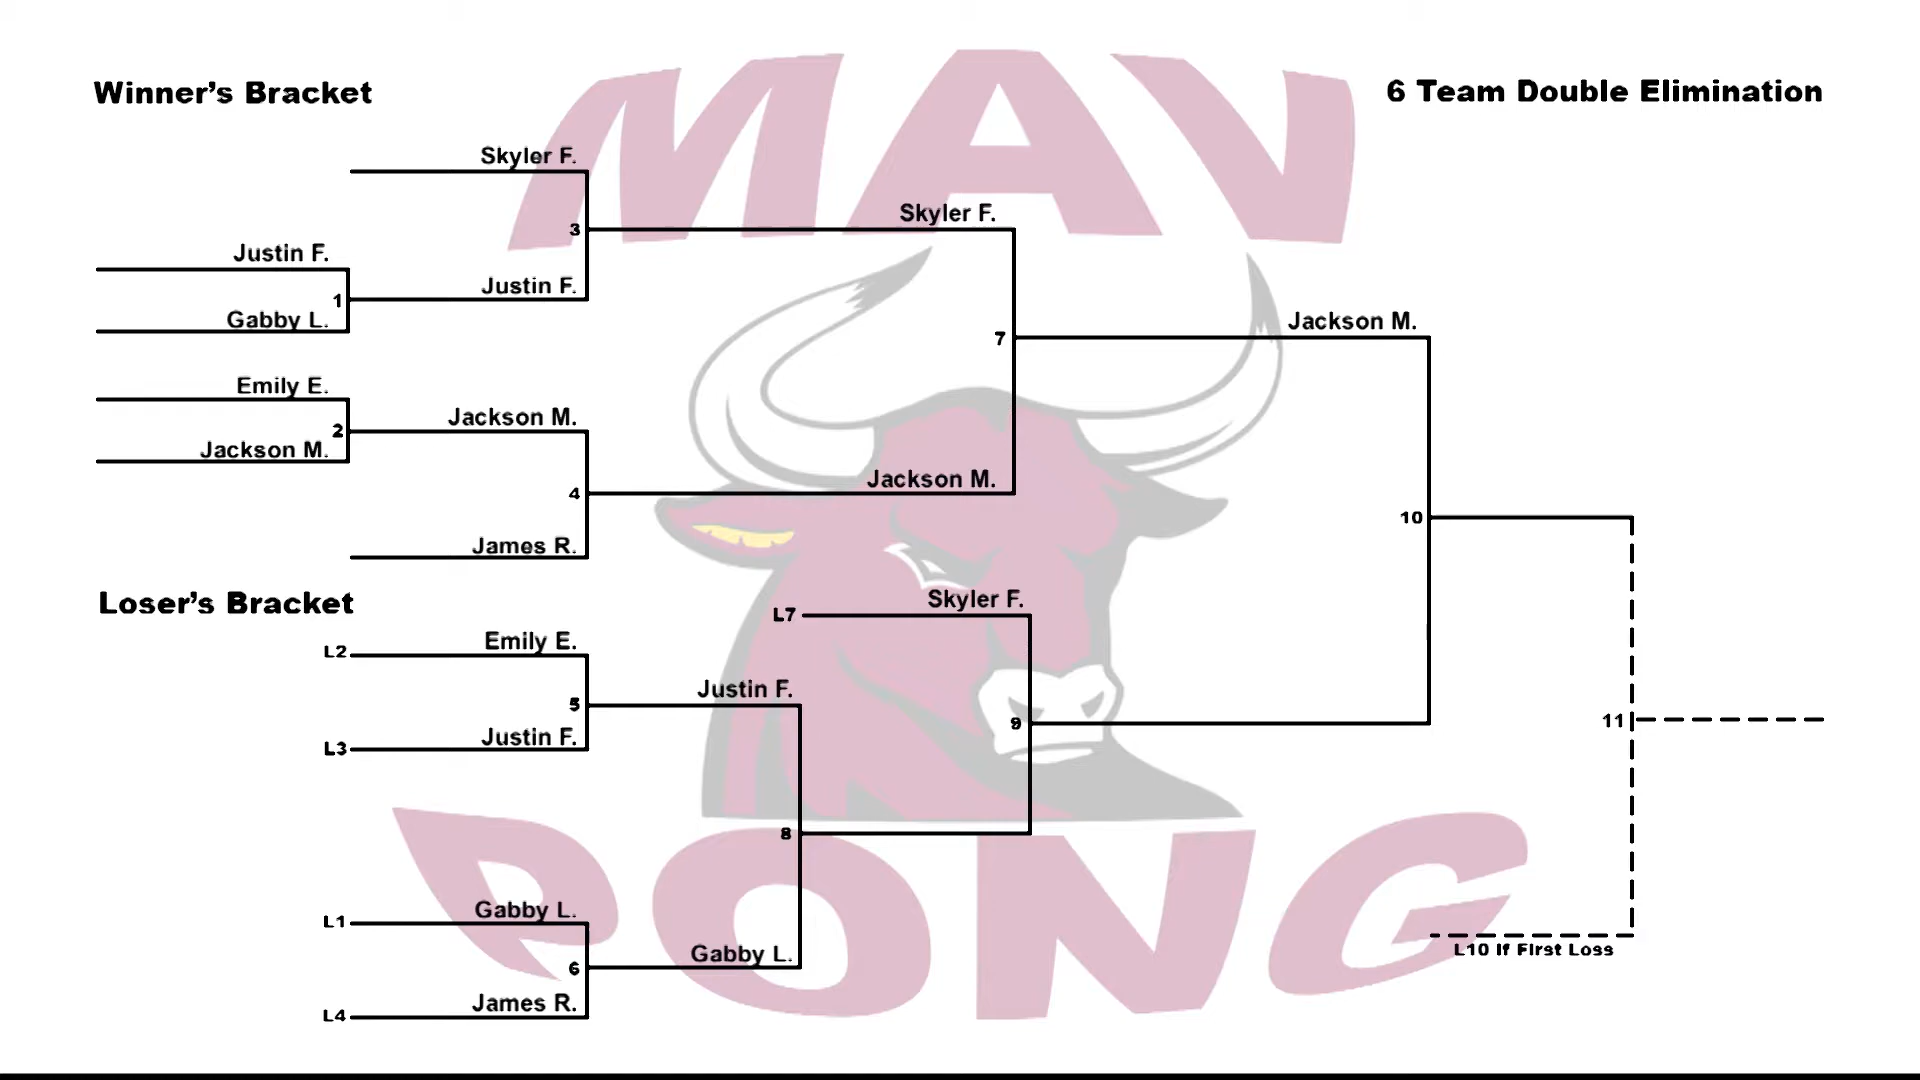 MAV
Winner's Bracket
6 Team Double Elimination
Skyler F.
3
Skyler F.
Justin F.
Justin F.
1
Gabby L.
7
Jackson M.
Emily E.
Jackson M.
2
Jackson M.
4
Jackson M.
10
James R.
Loser's Bracket
L7
Skyler F.
L2
Emily E.
5
Justin F.
L3
Justin F.
9
11
8
PONG
L1
Gabby L.
6
Gabby L.
L10 If First Loss
L4
James R.